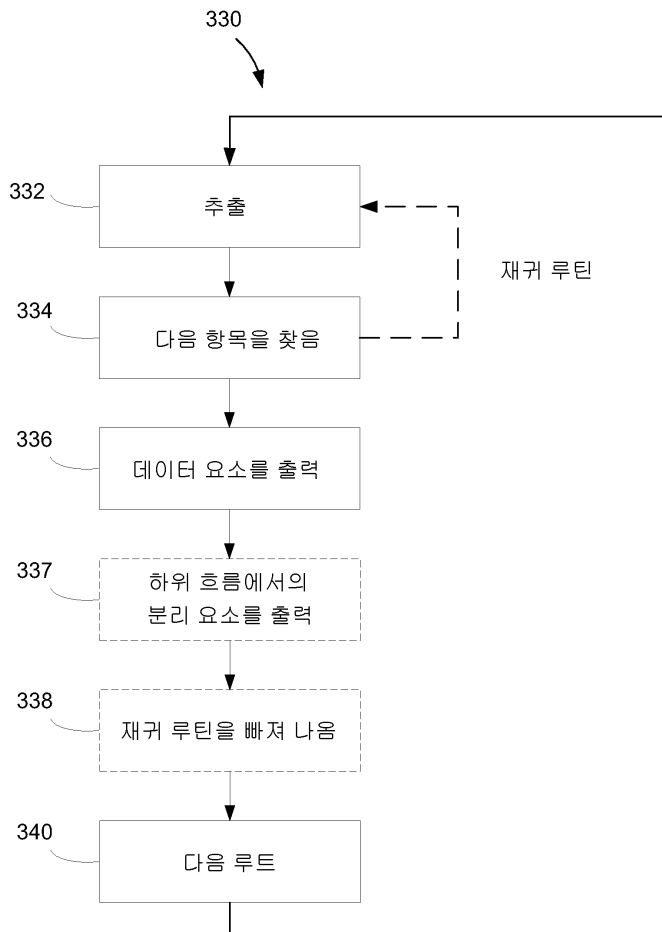 330
332
추출
재귀 루틴
334
다음 항목을 찾음
336
데이터 요소를 출력
337
하위 흐름에서의
분리 요소를 출력
338
재귀 루틴을 빠져 나옴
340
다음 루트